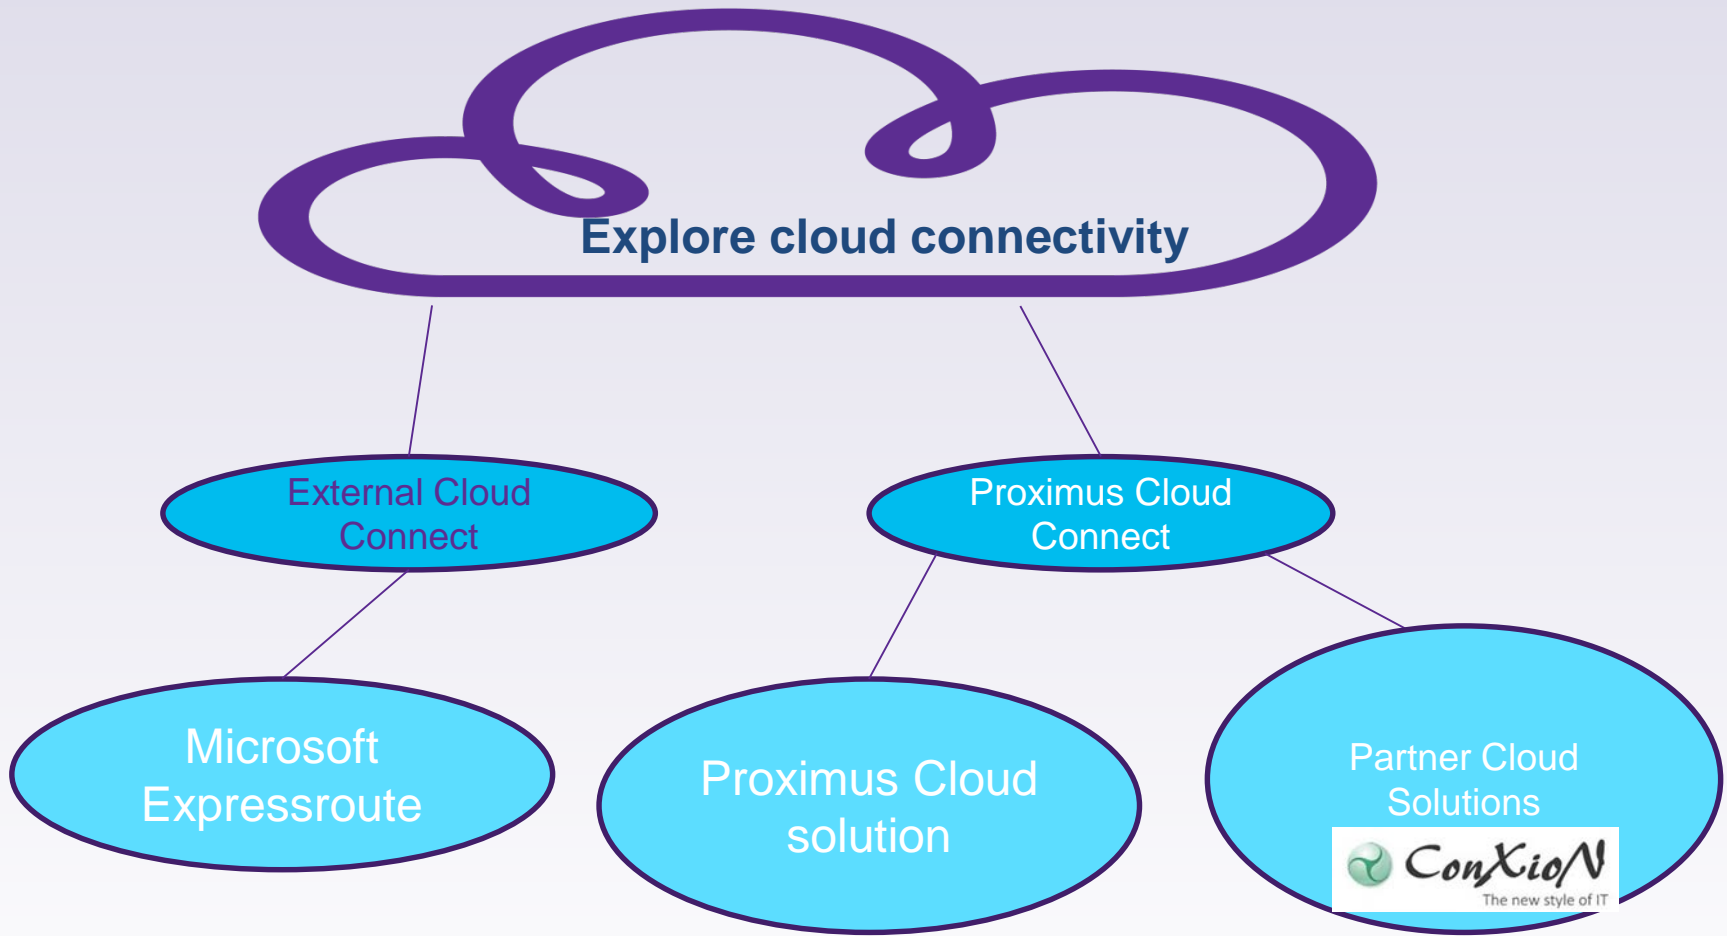 Explore cloud connectivity
External Cloud
Connect
Proximus Cloud
Connect
Microsoft
Expressroute
Proximus Cloud
solution
Partner Cloud
Solutions
ConXioN
The new style of IT